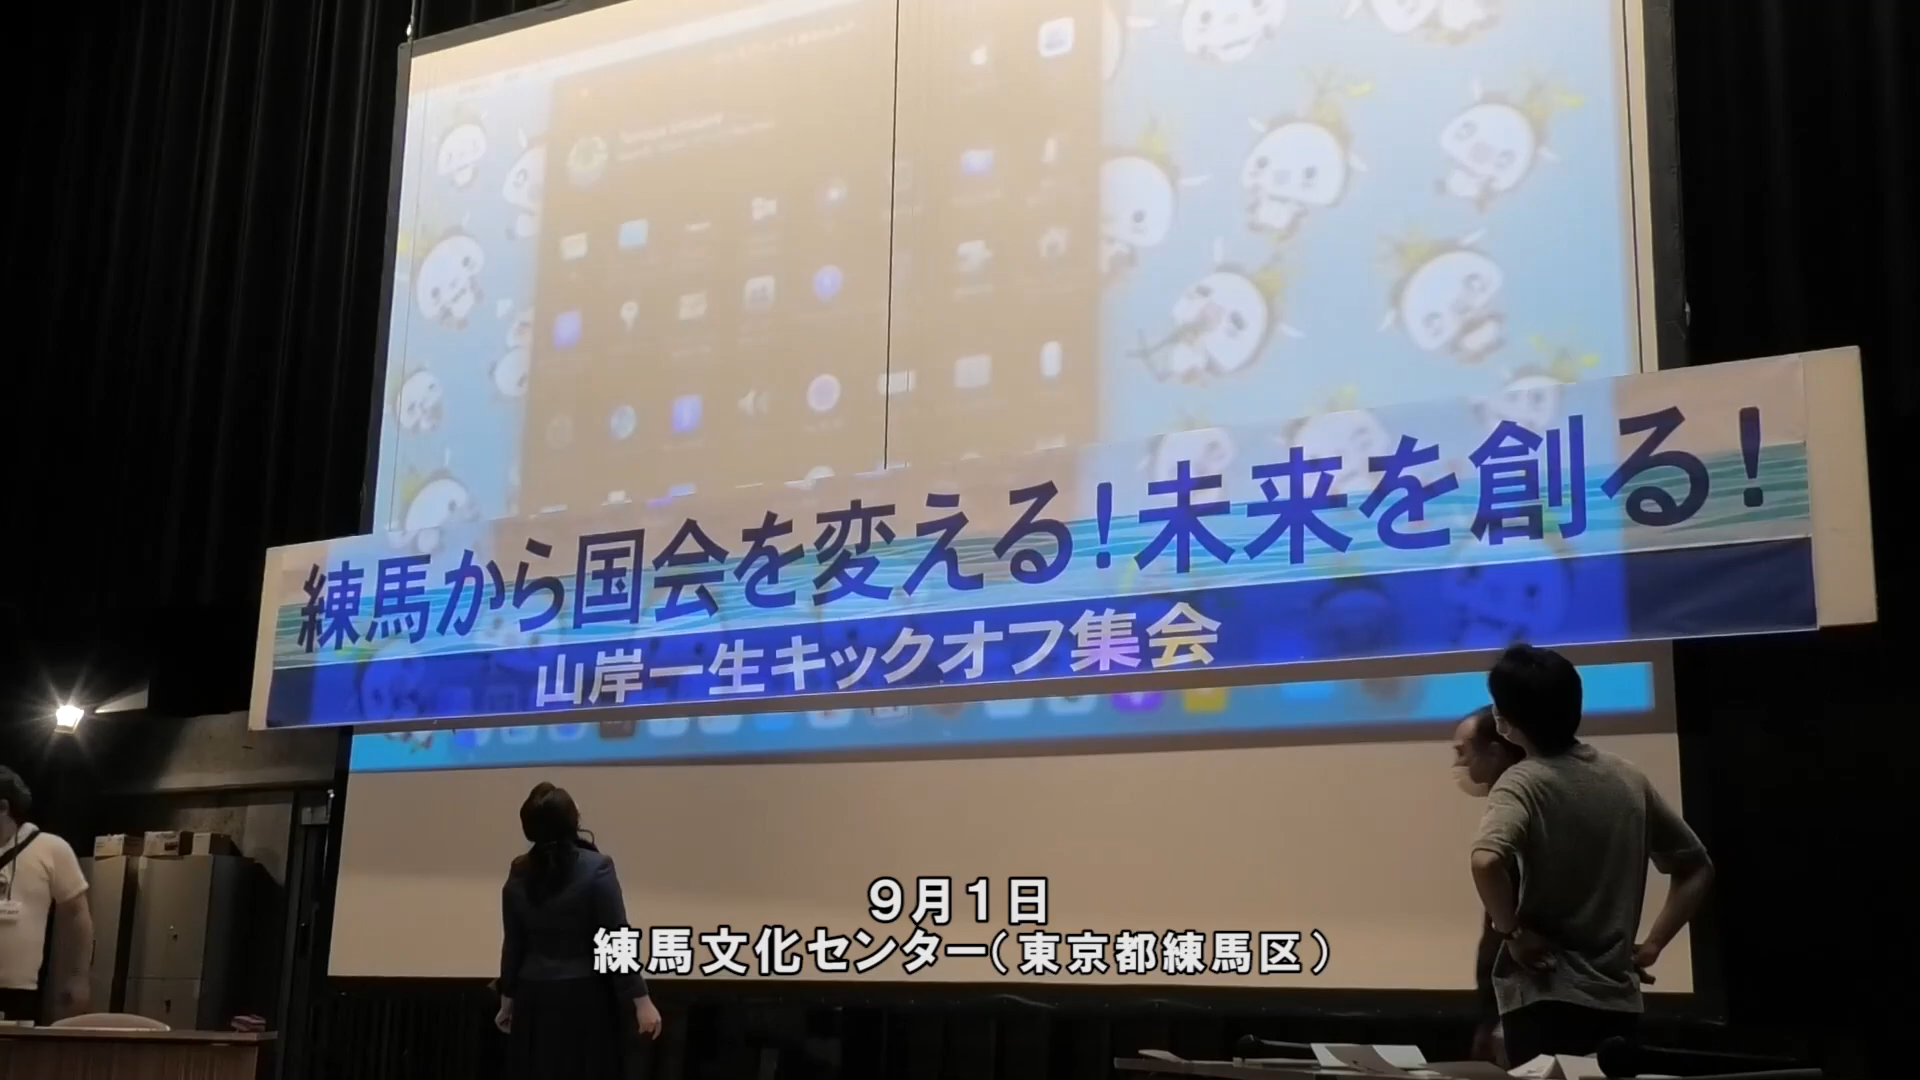 練馬から国会を変える!未来を創る!
山岸一生キックオフ集会
９月１日
練馬文化センター(東京都練馬区)